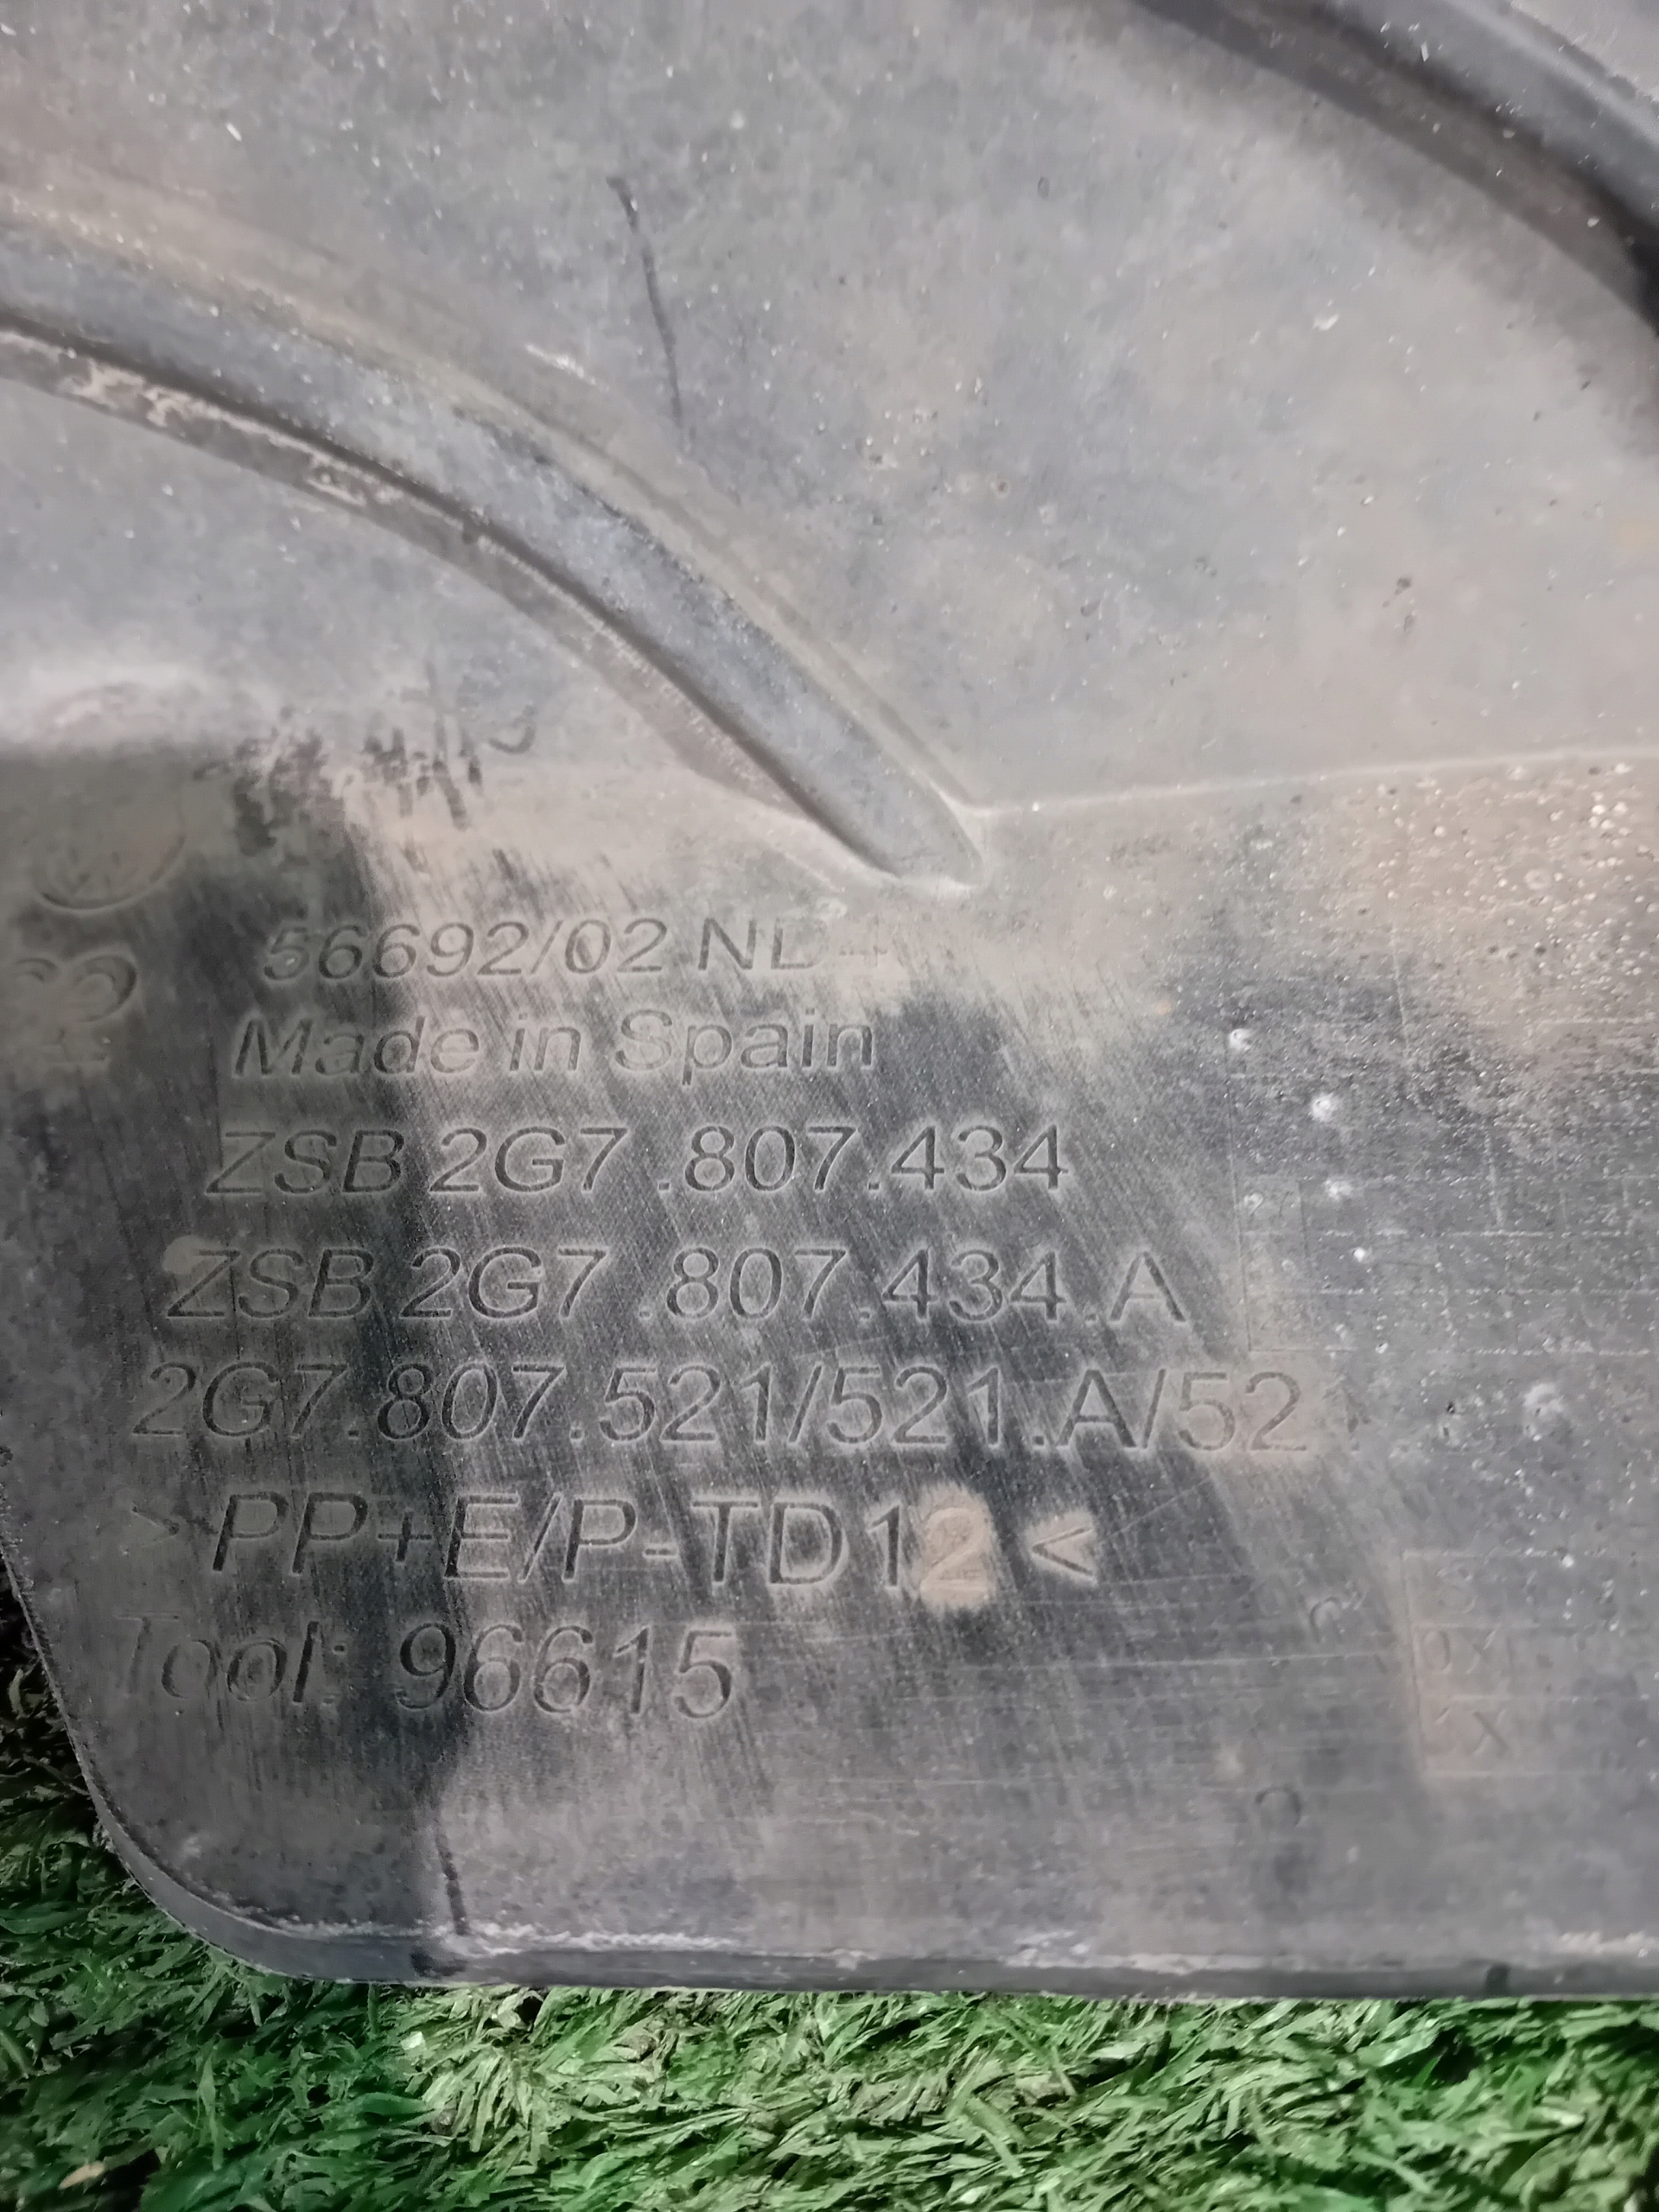 56692/02 ND
Made in Spain
ZSB 2G7 .807.434
ZSB 2G7 .807.434.A
2G7.807.521/521.A/521
>PP+E/P-TD12<
Tool: 96615